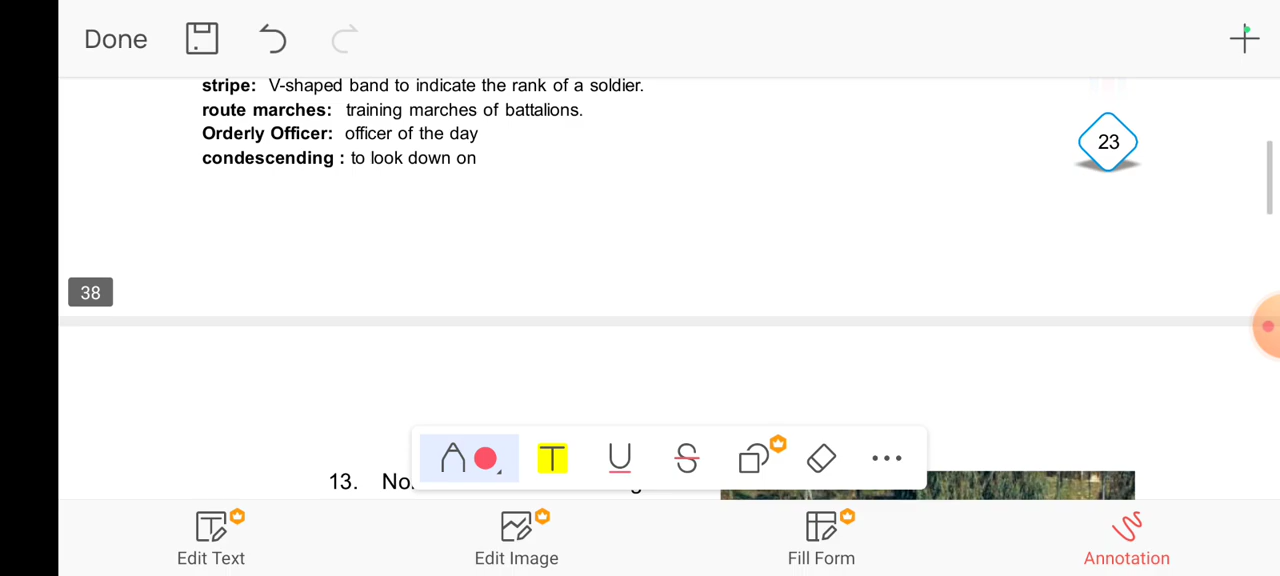 Done
stripe: V-shaped band to indicate the rank of a soldier.
route marches: training marches of battalions.
Orderly Officer: officer of the day
condescending : to look down on
23
38
13. No
T U S
Edit Text
Edit Image
Fill Form
Annotation